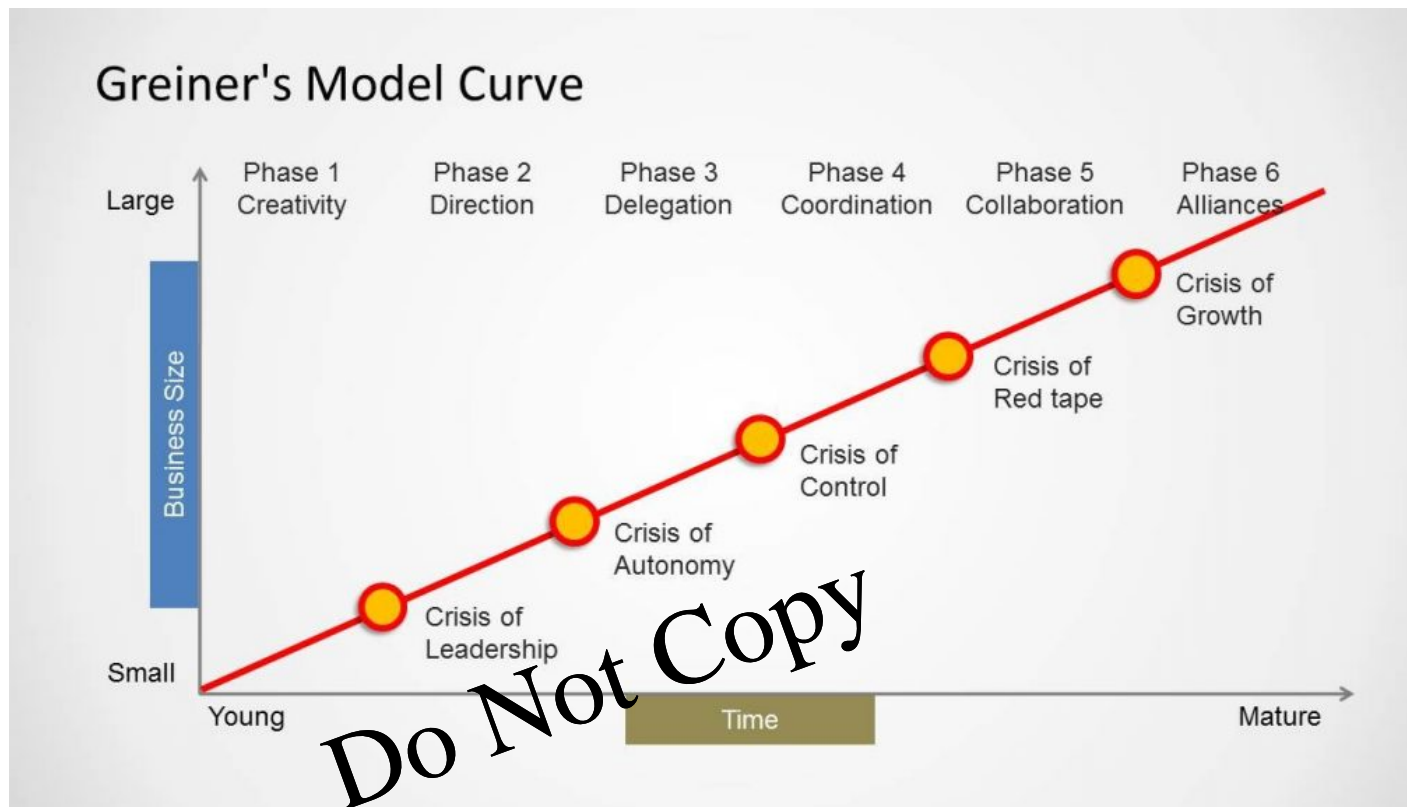 Greiner's Model Curve
Phase 1
Creativity
Phase 2
Direction
Phase 3
Delegation
Phase 4
Coordination
Phase 5
Collaboration
Phase 6
Alliances
Large
Business Size
Small
Crisis of
Growth
Crisis of
Red tape
Crisis of
Control
Crisis of
Autonomy
Crisis of
Leadership
Young
Time
Mature
Do Not Copy